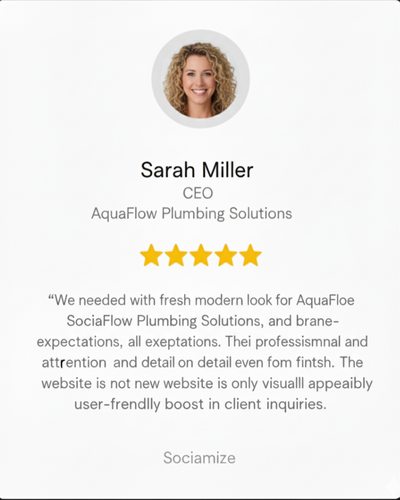 Sarah Miller
CEO
AquaFlow Plumbing Solutions
“We needed with fresh modern look for AquaFloe
SociaFlow Plumbing Solutions, and brane-
expectations, all exeptations. Thei professismnal and
attrention and detail on detail even fom fintsh. The
website is not new website is only visualll appeaibly
user-frendlly boost in client inquiries.
Sociamize